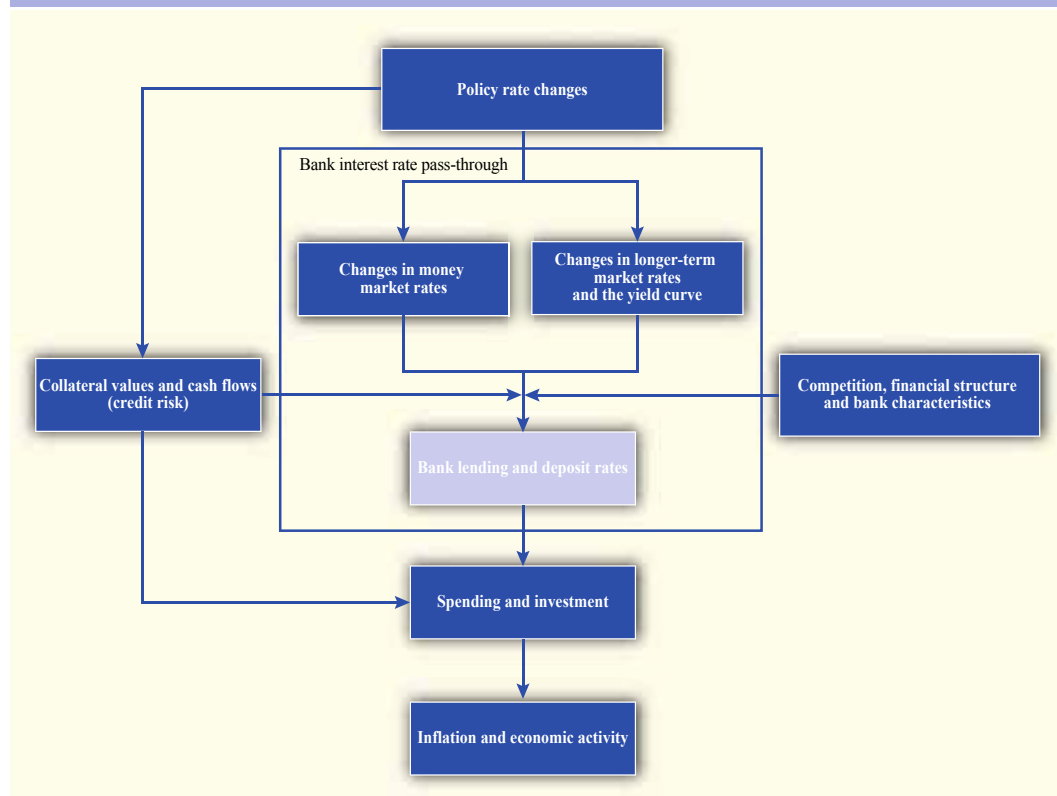 Policy rate changes
Bank interest rate pass-through
Changes in money
market rates
Changes in longer-term
market rates
and the yield curve
Collateral values and cash flows
(credit risk)
Competition, financial structure
and bank characteristics
Bank lending and deposit rates
Spending and investment
Inflation and economic activity